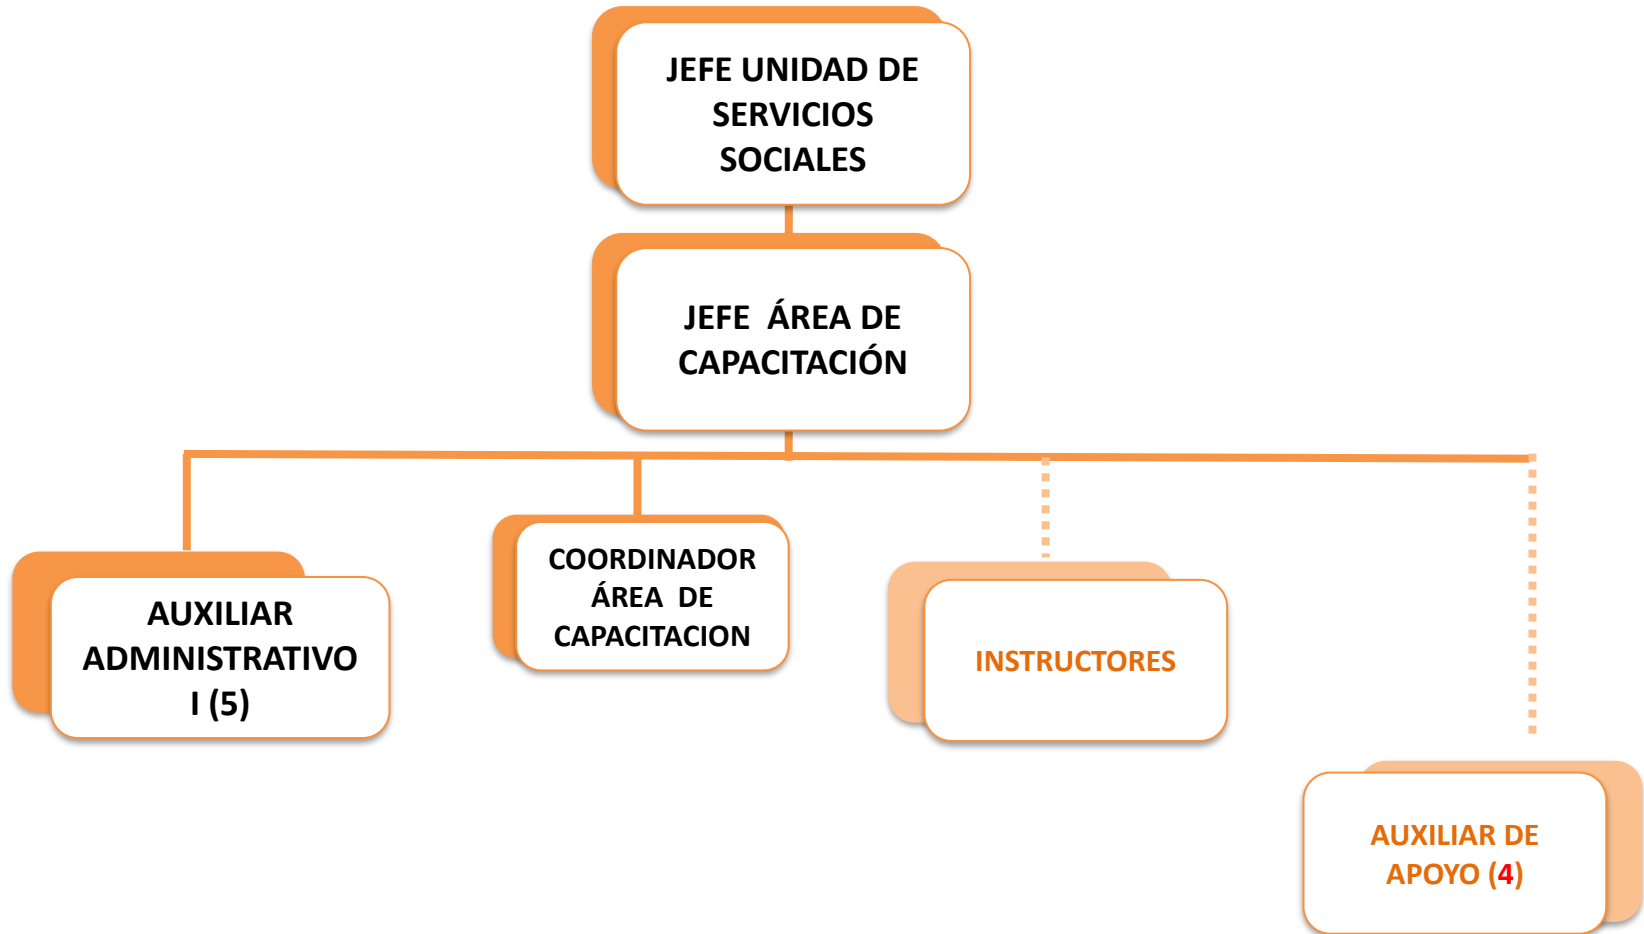 JEFE UNIDAD DE
SERVICIOS
SOCIALES
JEFE ÁREA DE
CAPACITACIÓN
AUXILIAR
ADMINISTRATIVO
I (5)
COORDINADOR
ÁREA DE
CAPACITACION
INSTRUCTORES
AUXILIAR DE
APOYO (4)